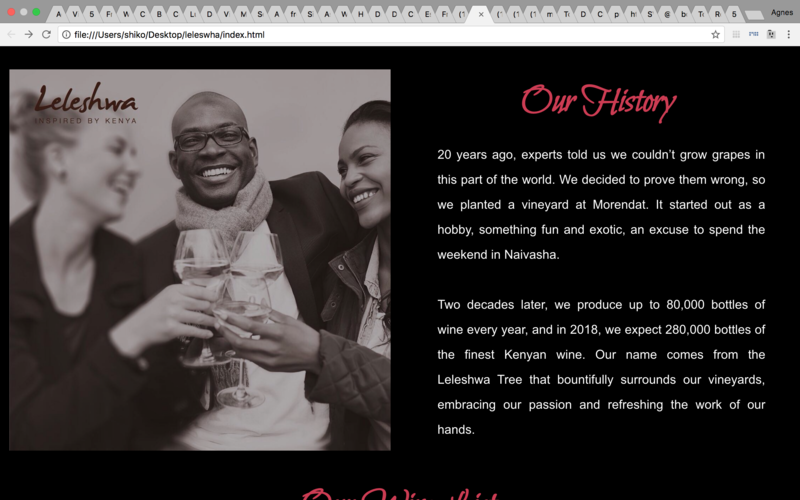 A
V
5
W
C
B
C
D
V
M
S
A
fr
S
A
W
H
D
D
C
E
(1
D
C
p
h
S
@
b
T
R
5
Agnes
file:///Users/shiko/Desktop/leleswha/index.html
Leleshwa
INSPIRED BY KENYA
Our History
20 years ago, experts told us we couldn't grow grapes in
this part of the world. We decided to prove them wrong, so
we planted a vineyard at Morendat. It started out as a
hobby, something fun and exotic, an excuse to spend the
weekend in Naivasha.
Two decades later, we produce up to 80,000 bottles of
wine every year, and in 2018, we expect 280,000 bottles of
the finest Kenyan wine. Our name comes from the
Leleshwa Tree that bountifully surrounds our vineyards,
embracing our passion and refreshing the work of our
hands.